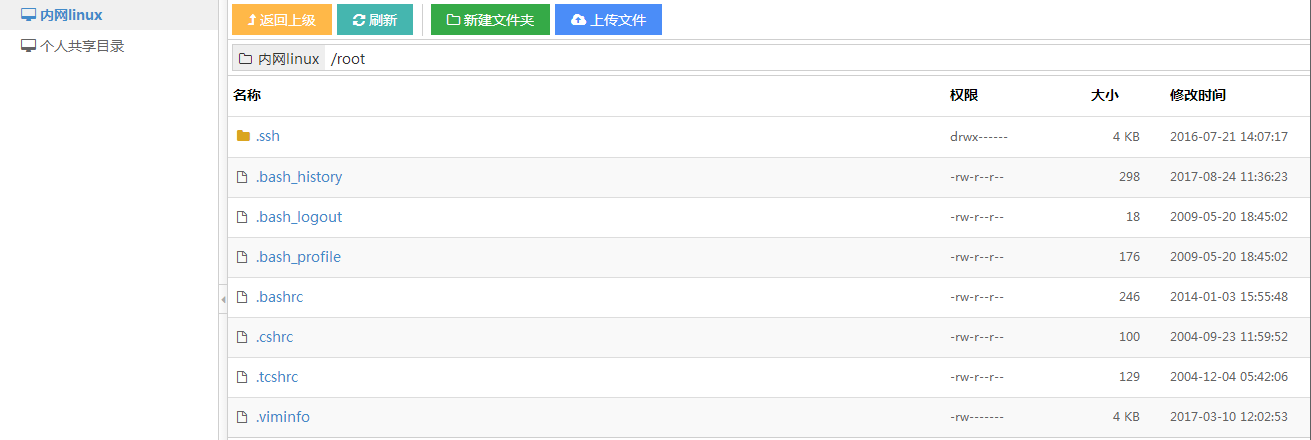 内网linux
个人共享目录
返回上级 刷新 新建文件夹 上传文件
内网linux /root
名称 权限 大小 修改时间
.ssh drwx------ 4 KB 2016-07-21 14:07:17
.bash_history -rw-r--r-- 298 2017-08-24 11:36:23
.bash_logout -rw-r--r-- 18 2009-05-20 18:45:02
.bash_profile -rw-r--r-- 176 2009-05-20 18:45:02
.bashrc -rw-r--r-- 246 2014-01-03 15:55:48
.cshrc -rw-r--r-- 100 2004-09-23 11:59:52
.tcshrc -rw-r--r-- 129 2004-12-04 05:42:06
.viminfo -rw------- 4 KB 2017-03-10 12:02:53